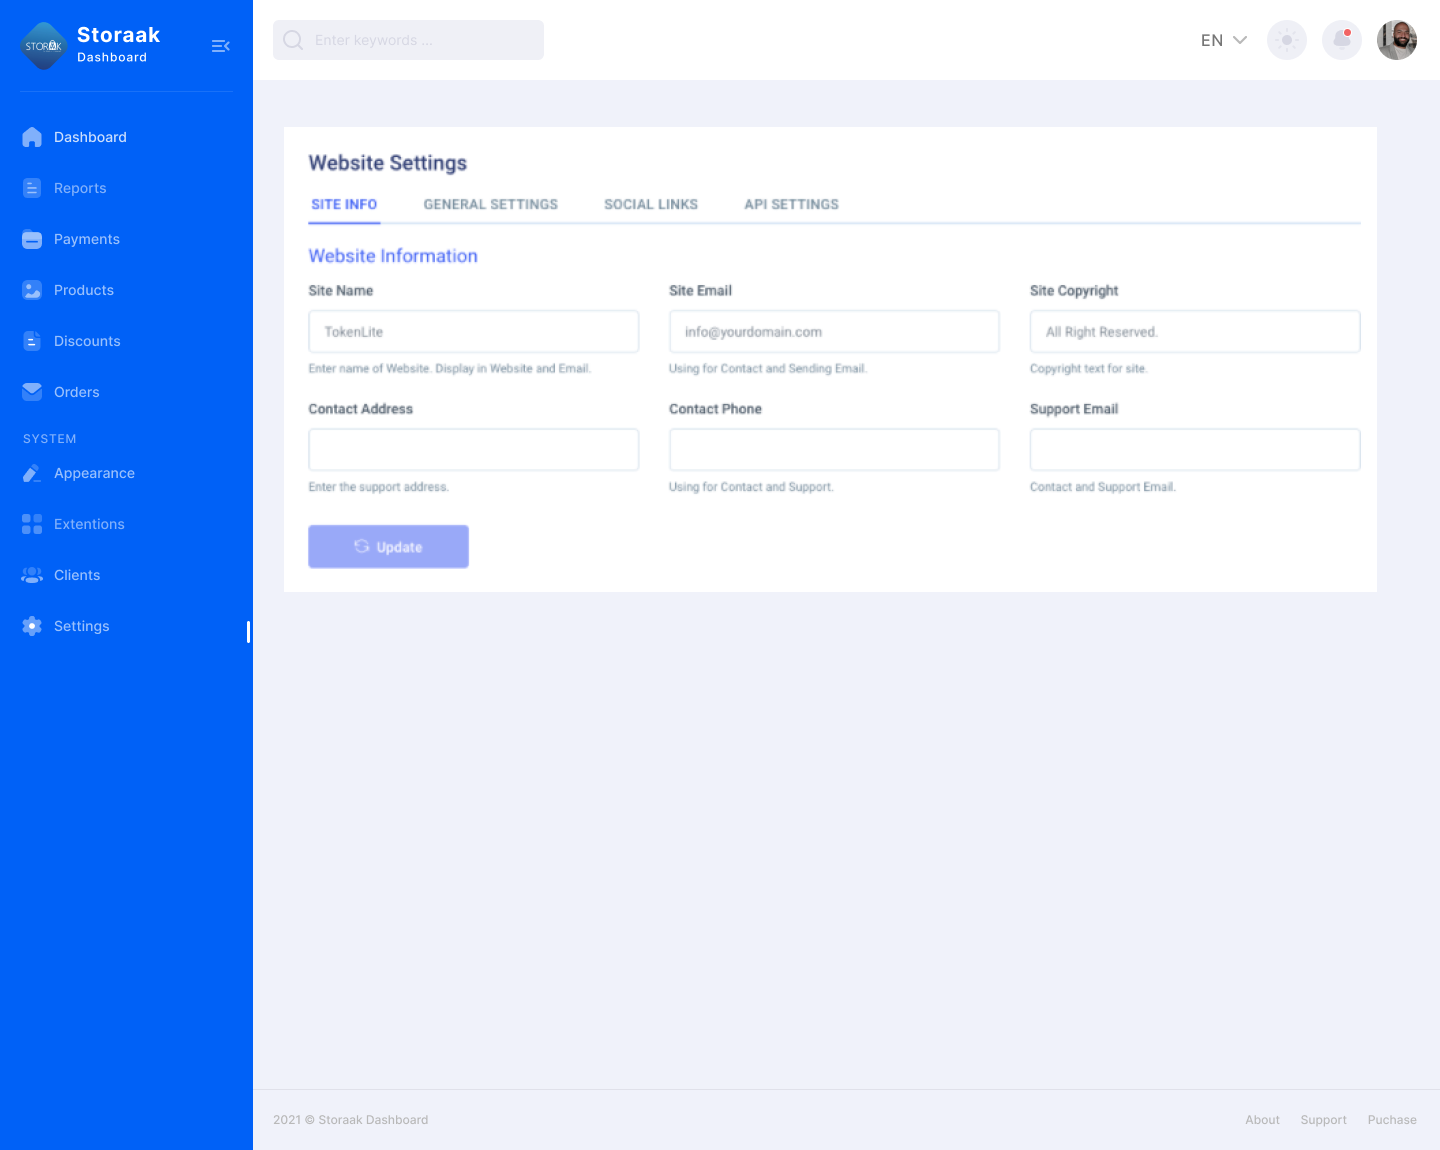 STORAK
Storaak
Dashboard
Enter keywords ...
EN
Dashboard
Reports
Payments
Products
Discounts
Orders
SYSTEM
Appearance
Extentions
Clients
Settings
Website Settings
SITE INFO GENERAL SETTINGS SOCIAL LINKS API SETTINGS
Website Information
Site Name Site Email Site Copyright
TokenLite info@yourdomain.com All Right Reserved.
Enter name of Website. Display in Website and Email. Using for Contact and Sending Email. Copyright text for site.
Contact Address Contact Phone Support Email
Enter the support address. Using for Contact and Support. Contact and Support Email.
Update
2021 © Storaak Dashboard About Support Puchase